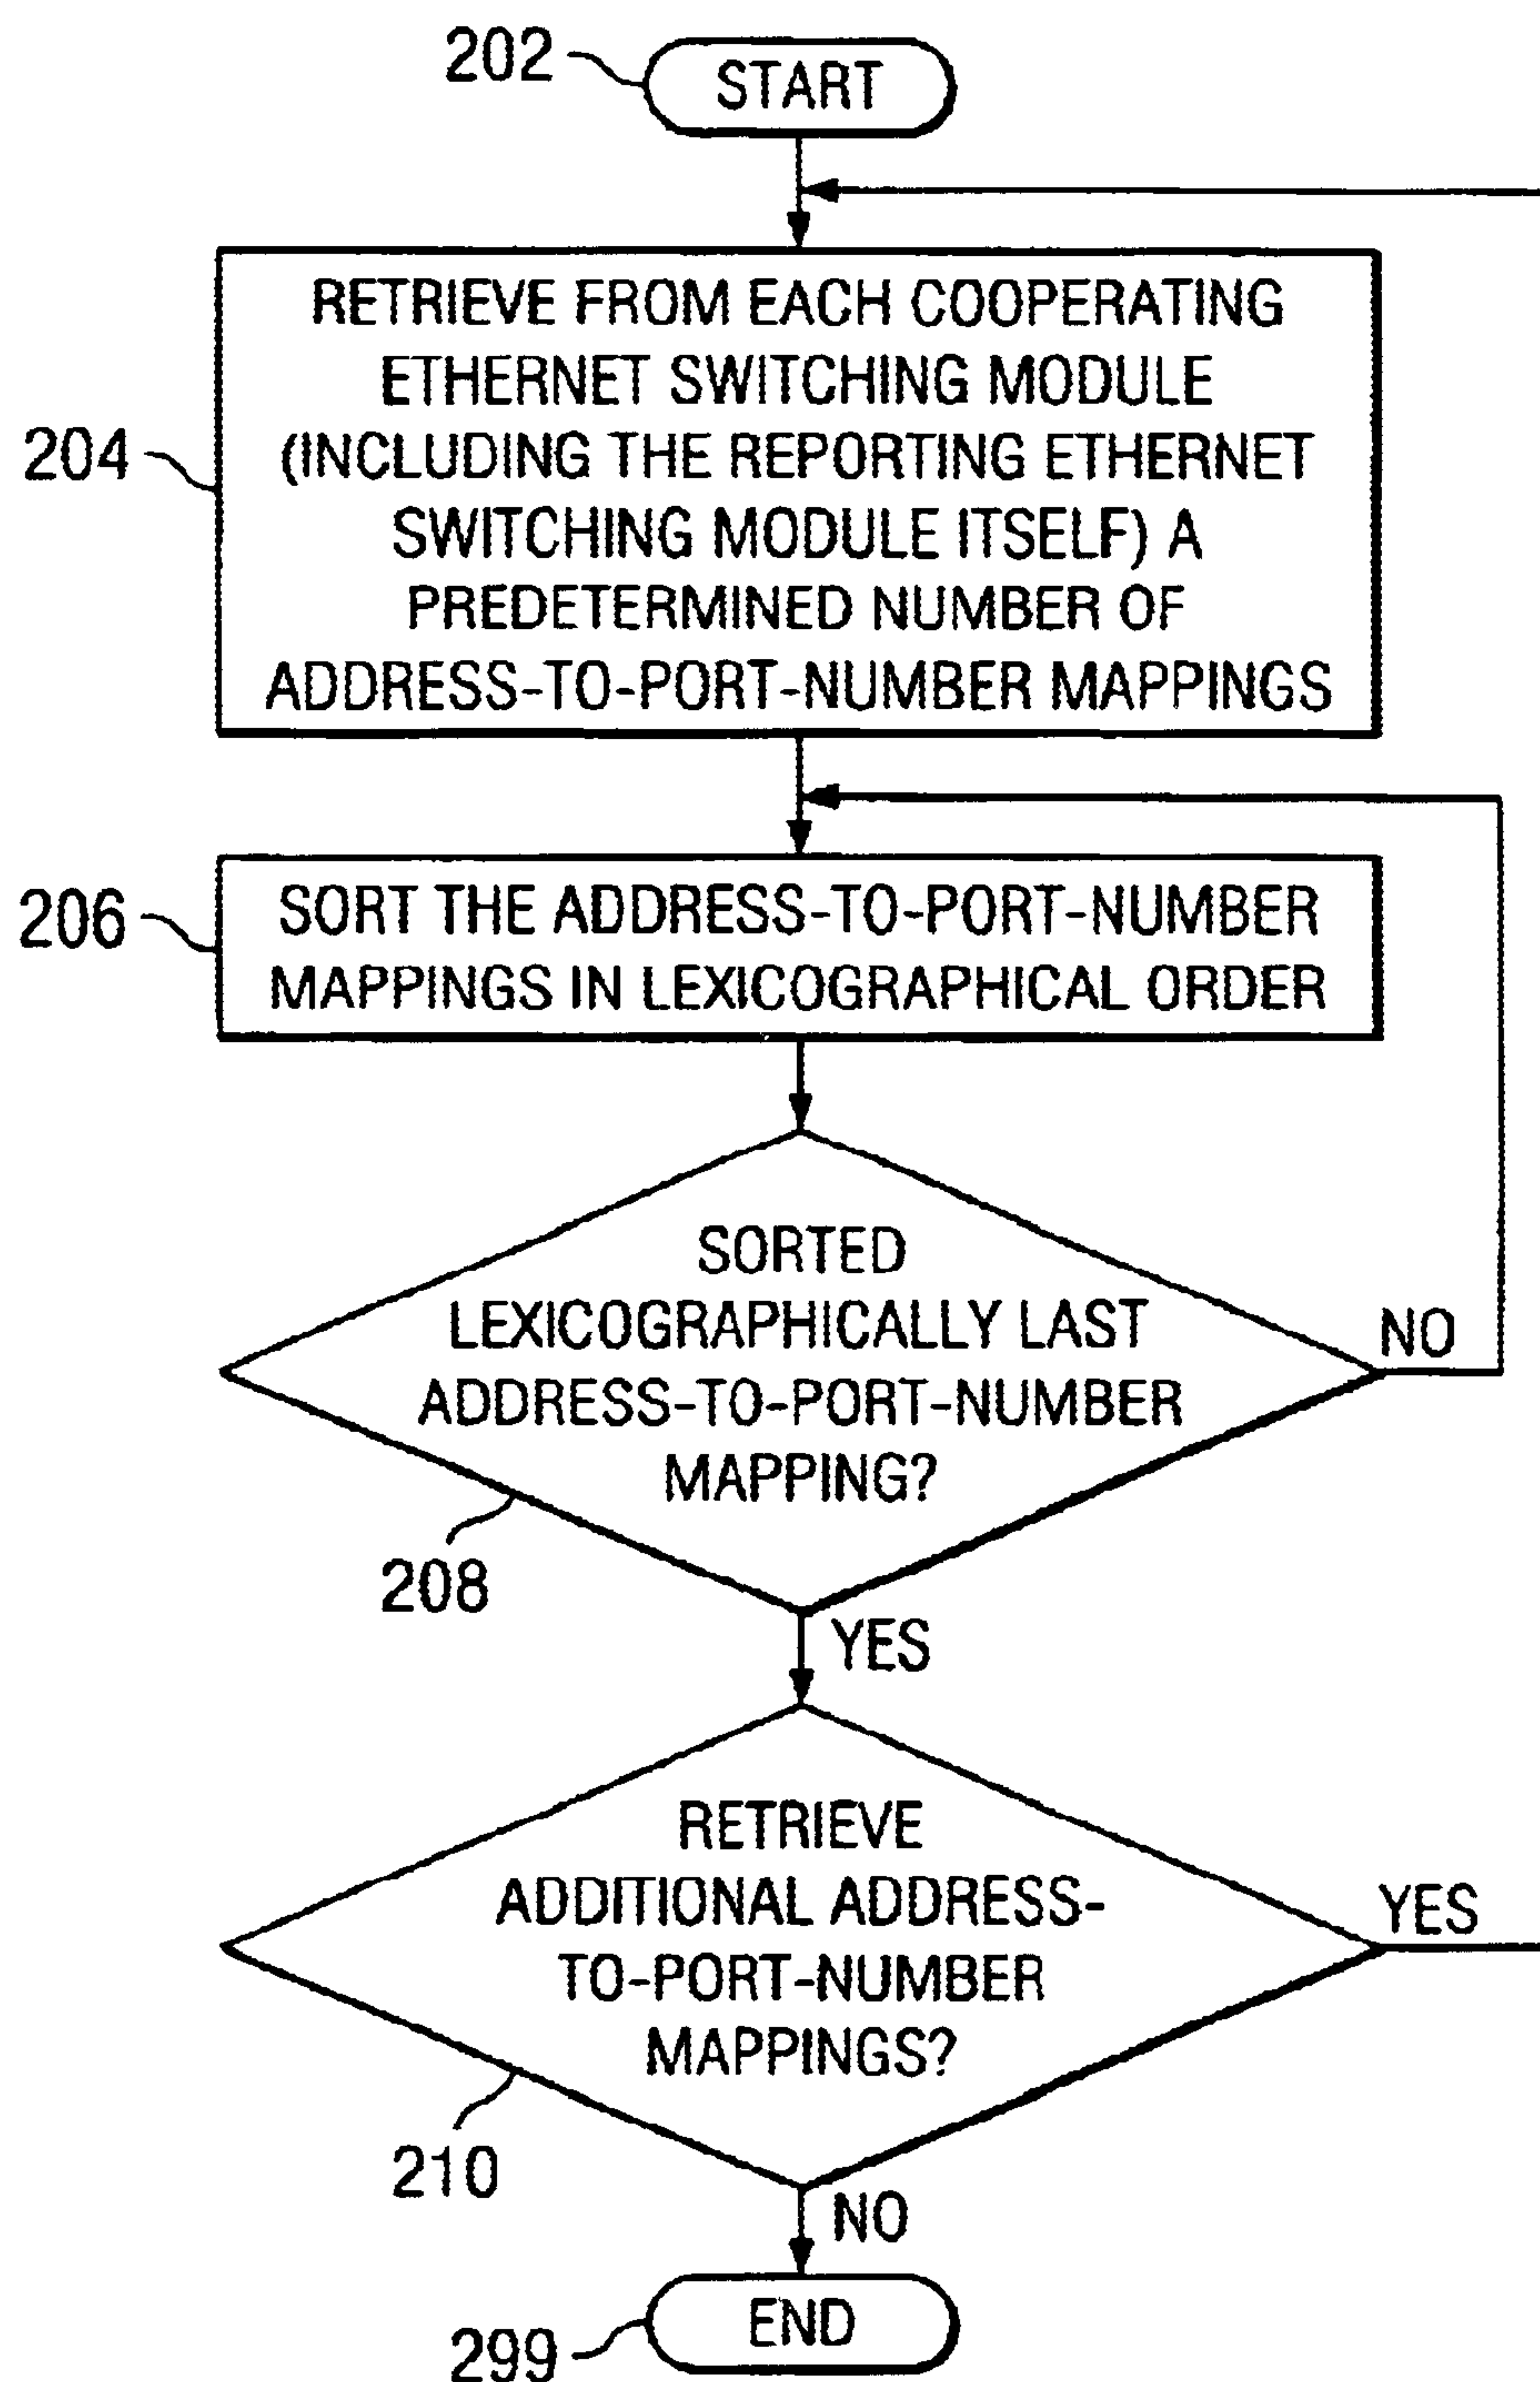 202
START
RETRIEVE FROM EACH COOPERATING
ETHERNET SWITCHING MODULE
(INCLUDING THE REPORTING ETHERNET
SWITCHING MODULE ITSELF) A
PREDETERMINED NUMBER OF
ADDRESS-TO-PORT-NUMBER MAPPINGS
204
SORT THE ADDRESS-TO-PORT-NUMBER
MAPPINGS IN LEXICOGRAPHICAL ORDER
206
SORTED
LEXICOGRAPHICALLY LAST
ADDRESS-TO-PORT-NUMBER
MAPPING?
NO
208
YES
RETRIEVE
ADDITIONAL ADDRESS-
TO-PORT-NUMBER
MAPPINGS?
YES
210
NO
END
299